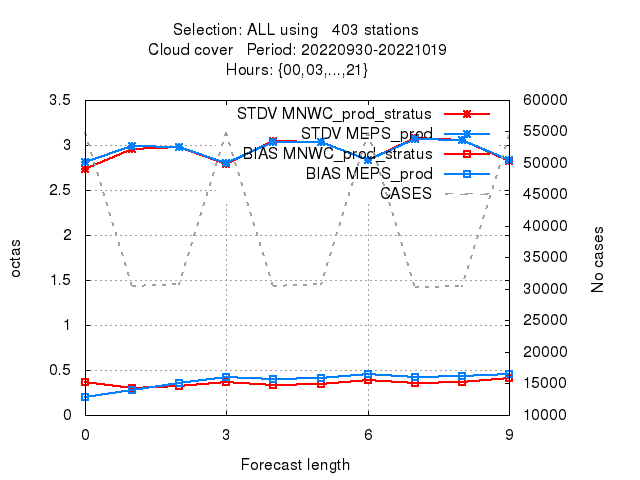 Selection: ALL using 403 stations
Cloud cover Period: 20220930-20221019
Hours: {00,03,...,21}
3.5
3
2.5
2
1.5
1
0.5
0
octas
60000
55000
50000
45000
40000
35000
30000
25000
20000
15000
10000
No cases
STDV MNWC_prod_stratus
STDV MEPS_prod
BIAS MNWC_prod_stratus
BIAS MEPS_prod
CASES
0 3 6 9
Forecast length